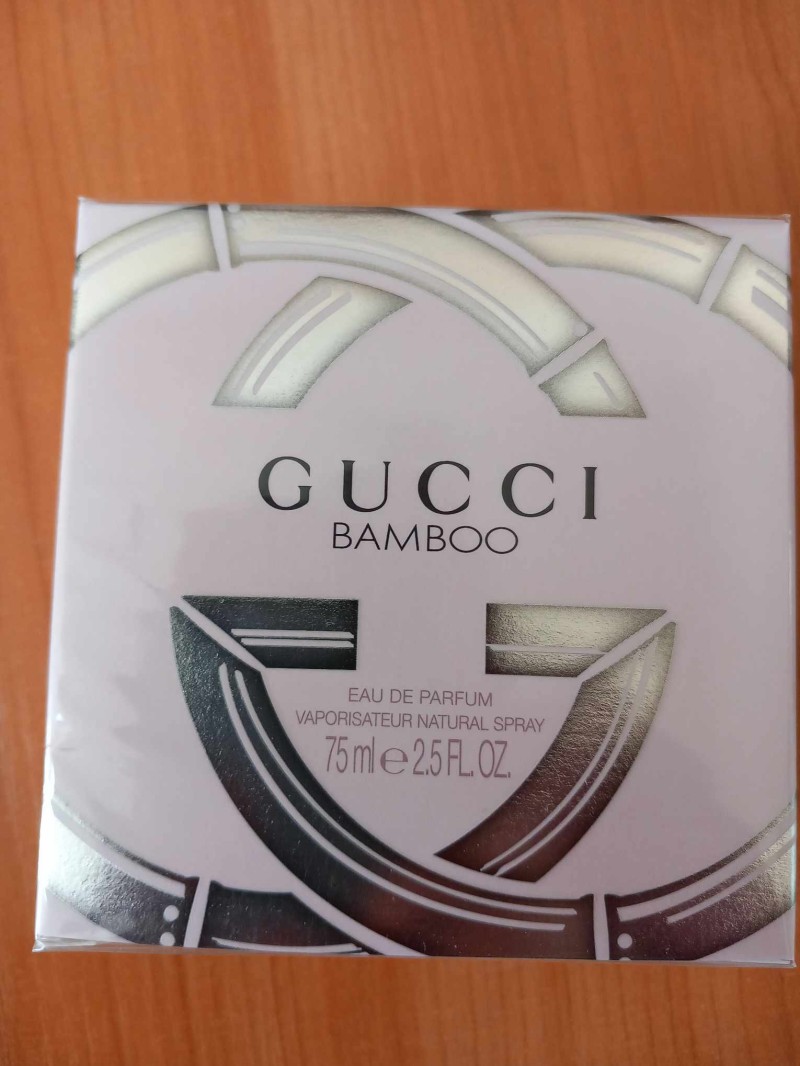 GUCCI
BAMBOO
EAU DE PARFUM
VAPORISATEUR NATURAL SPRAY
75 ml e 2.5 FL. OZ.